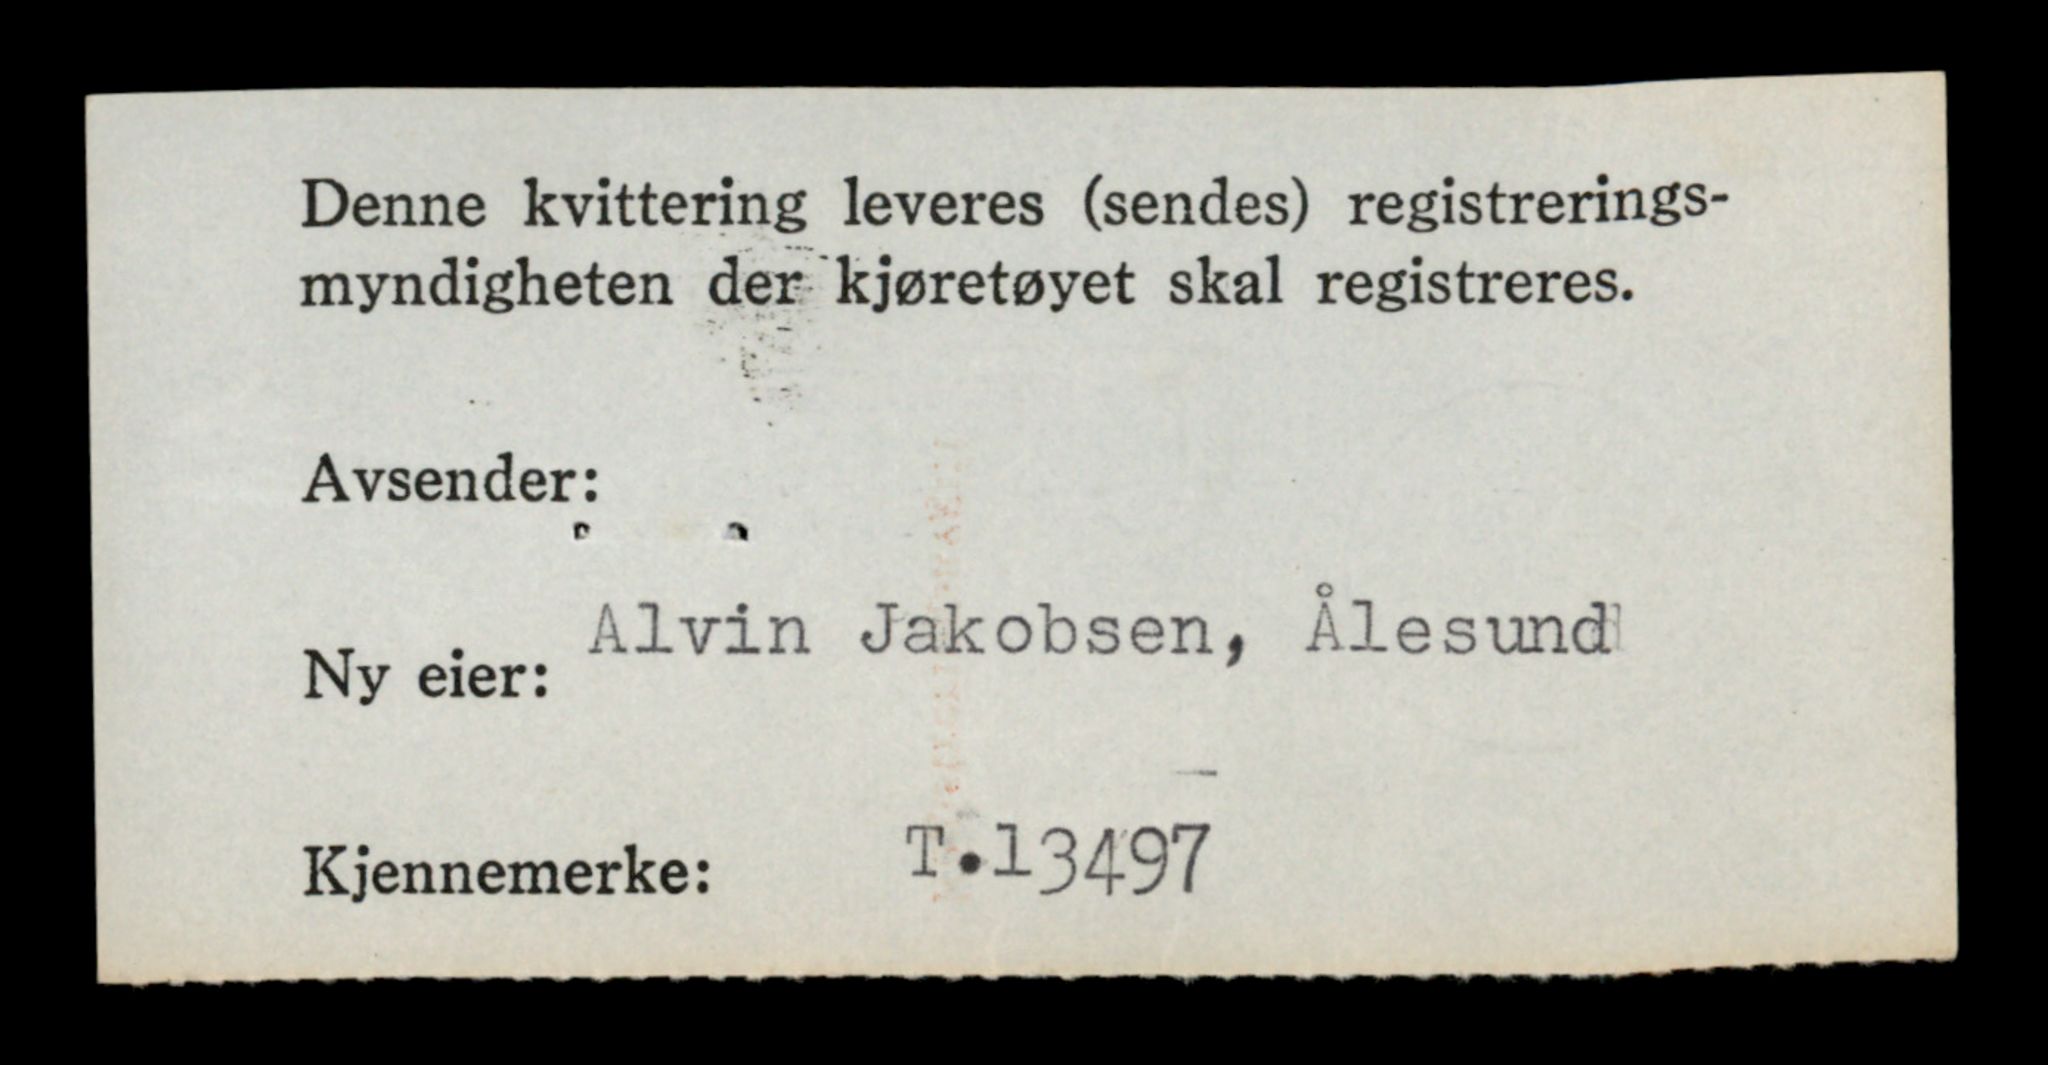 Denne kvittering leveres (sendes) registrerings-
myndigheten der kjøretøyet skal registreres.
Avsender:
Ny eier: Alvin Jakobsen, Ålesund
Kjennemerke: T.13497